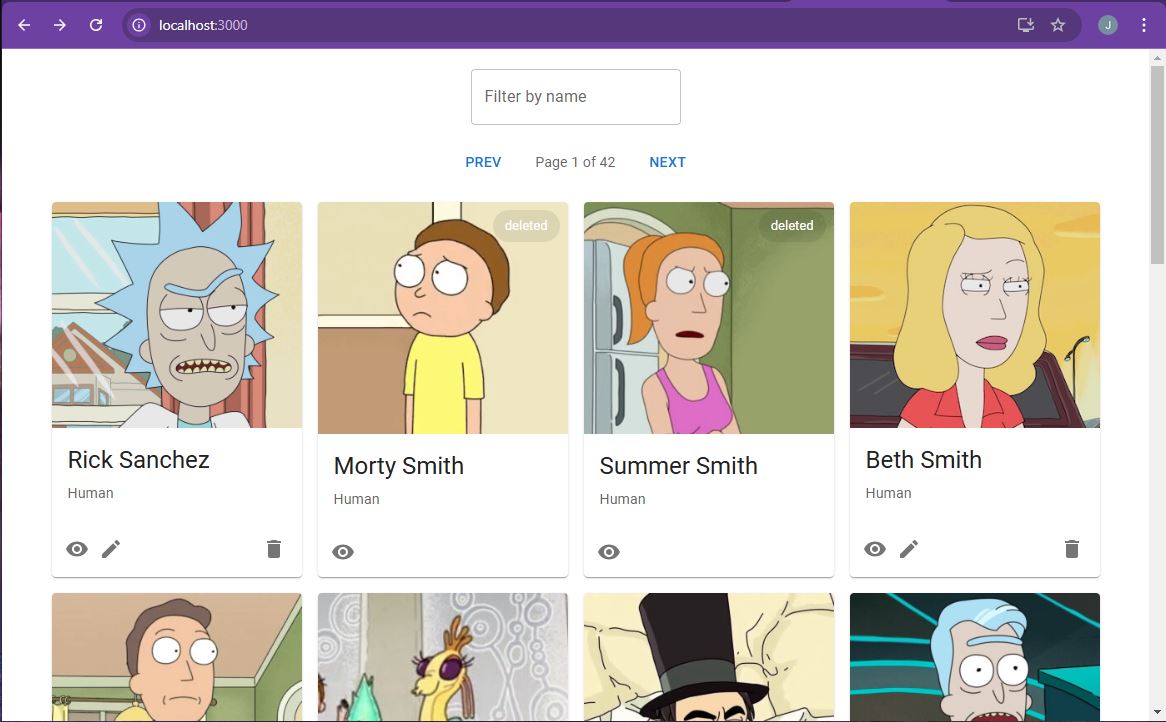 localhost:3000
J
Filter by name
PREV Page 1 of 42 NEXT
deleted
deleted
Rick Sanchez
Human
Morty Smith
Human
Summer Smith
Human
Beth Smith
Human